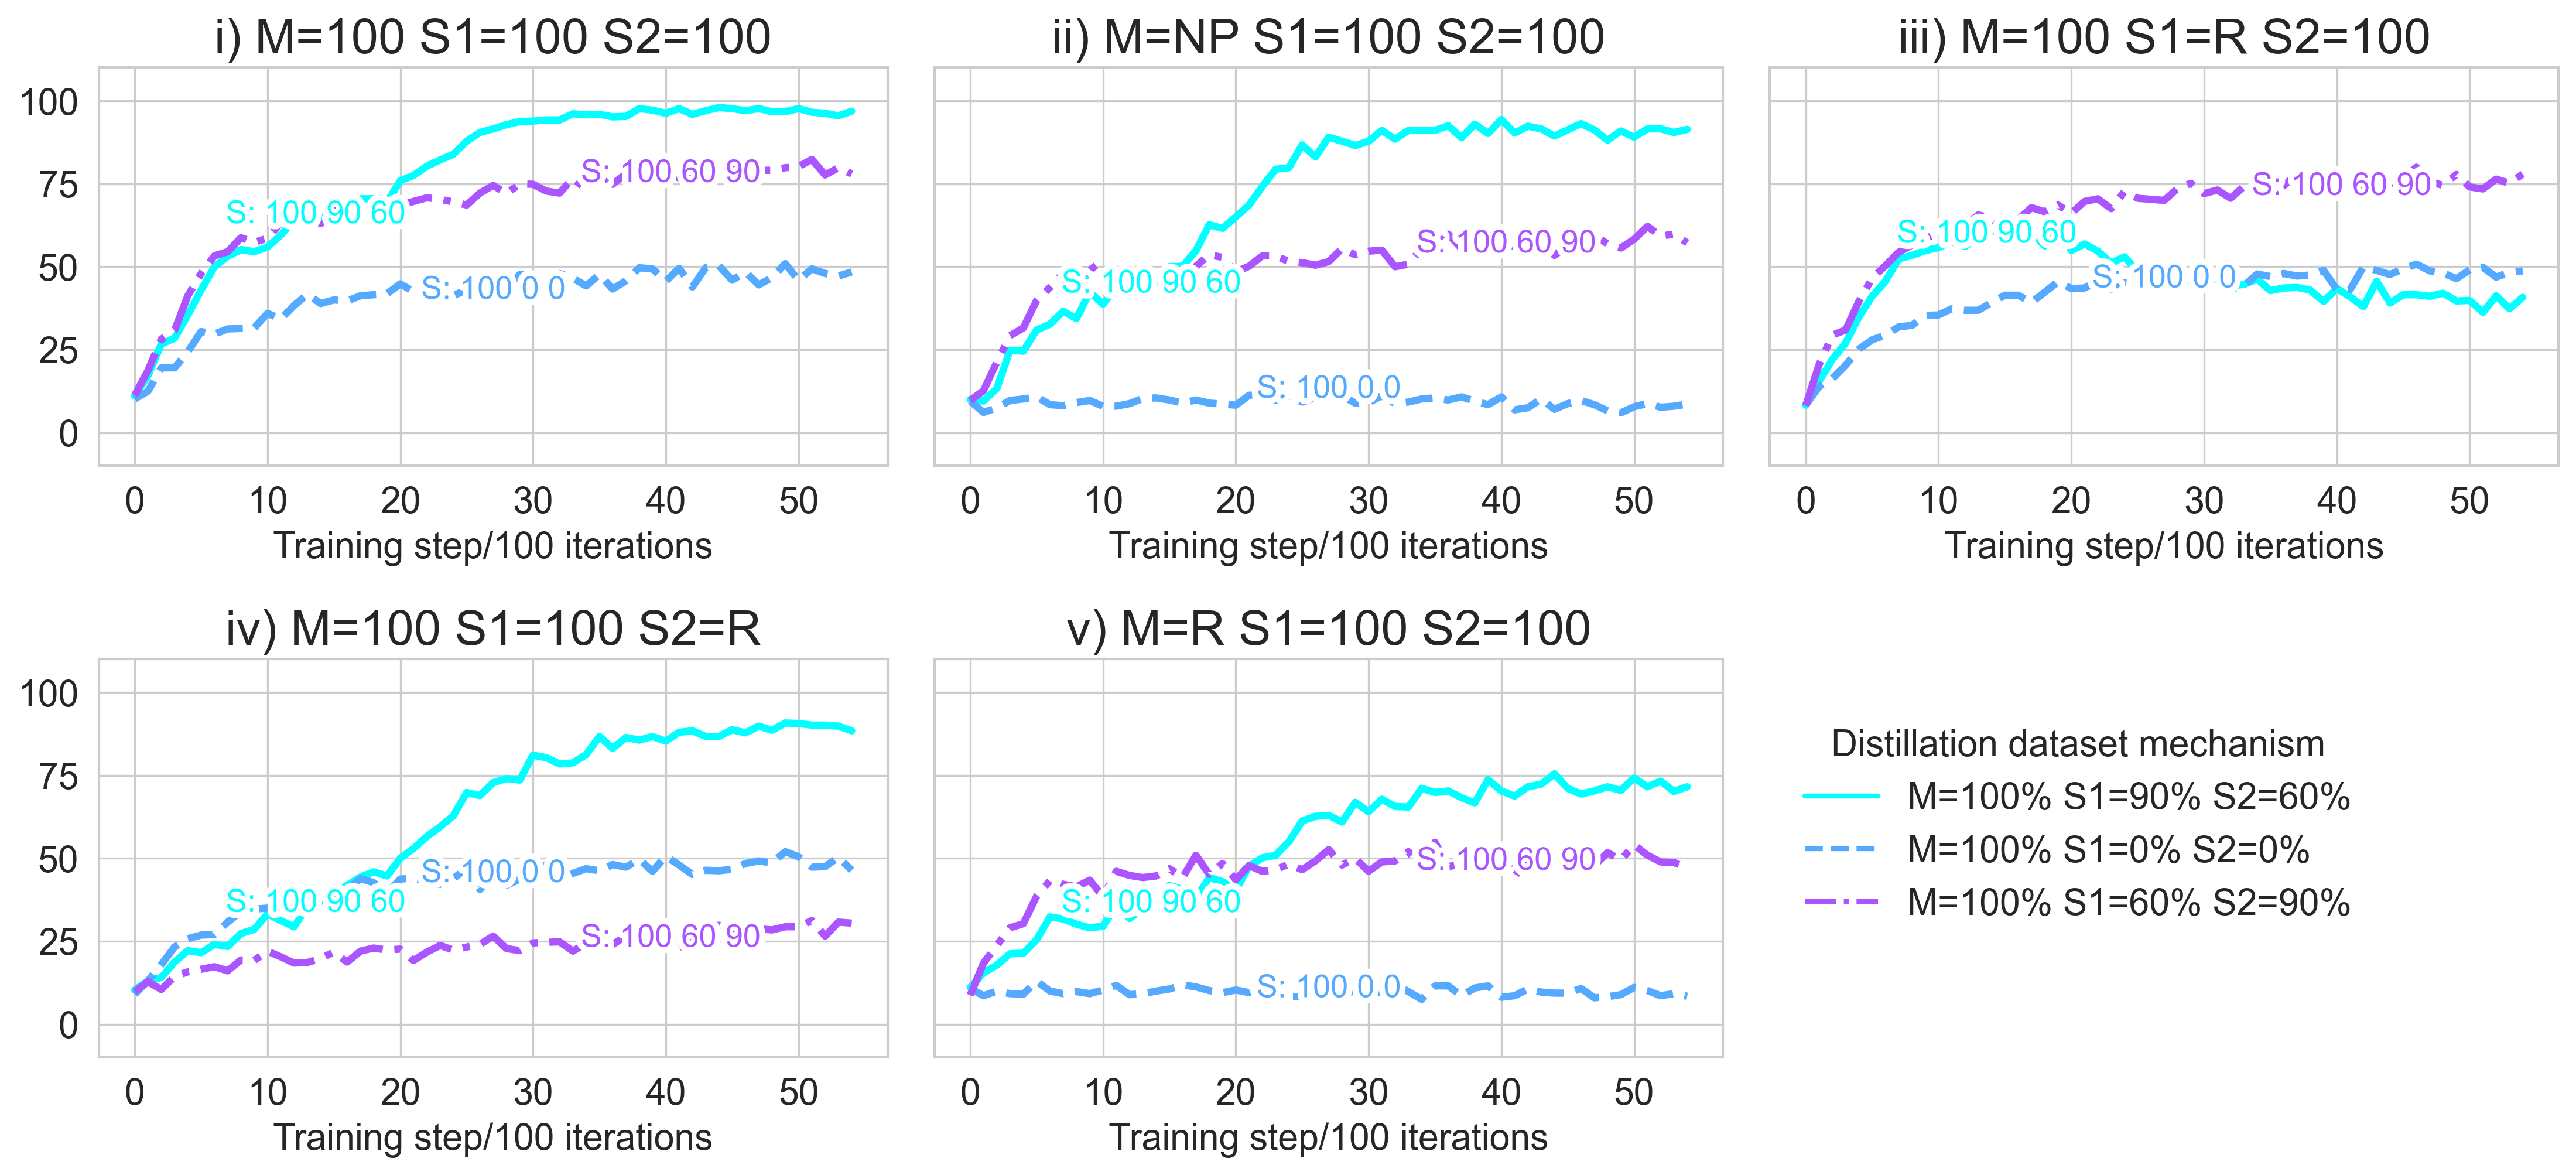 i) M=100 S1=100 S2=100
100
75
50
25
0
S: 100 90 60
S: 100 60 90
S: 100 0 0
0 10 20 30 40 50
Training step/100 iterations
ii) M=NP S1=100 S2=100
S: 100 90 60
S: 100 60 90
S: 100 0 0
0 10 20 30 40 50
Training step/100 iterations
iii) M=100 S1=R S2=100
S: 100 60 90
S: 100 90 60
S: 100 0 0
0 10 20 30 40 50
Training step/100 iterations
iv) M=100 S1=100 S2=R
100
75
50
25
0
S: 100 0 0
S: 100 90 60
S: 100 60 90
0 10 20 30 40 50
Training step/100 iterations
v) M=R S1=100 S2=100
S: 100 60 90
S: 100 90 60
S: 100 0 0
0 10 20 30 40 50
Training step/100 iterations
Distillation dataset mechanism
M=100% S1=90% S2=60%
M=100% S1=0% S2=0%
M=100% S1=60% S2=90%